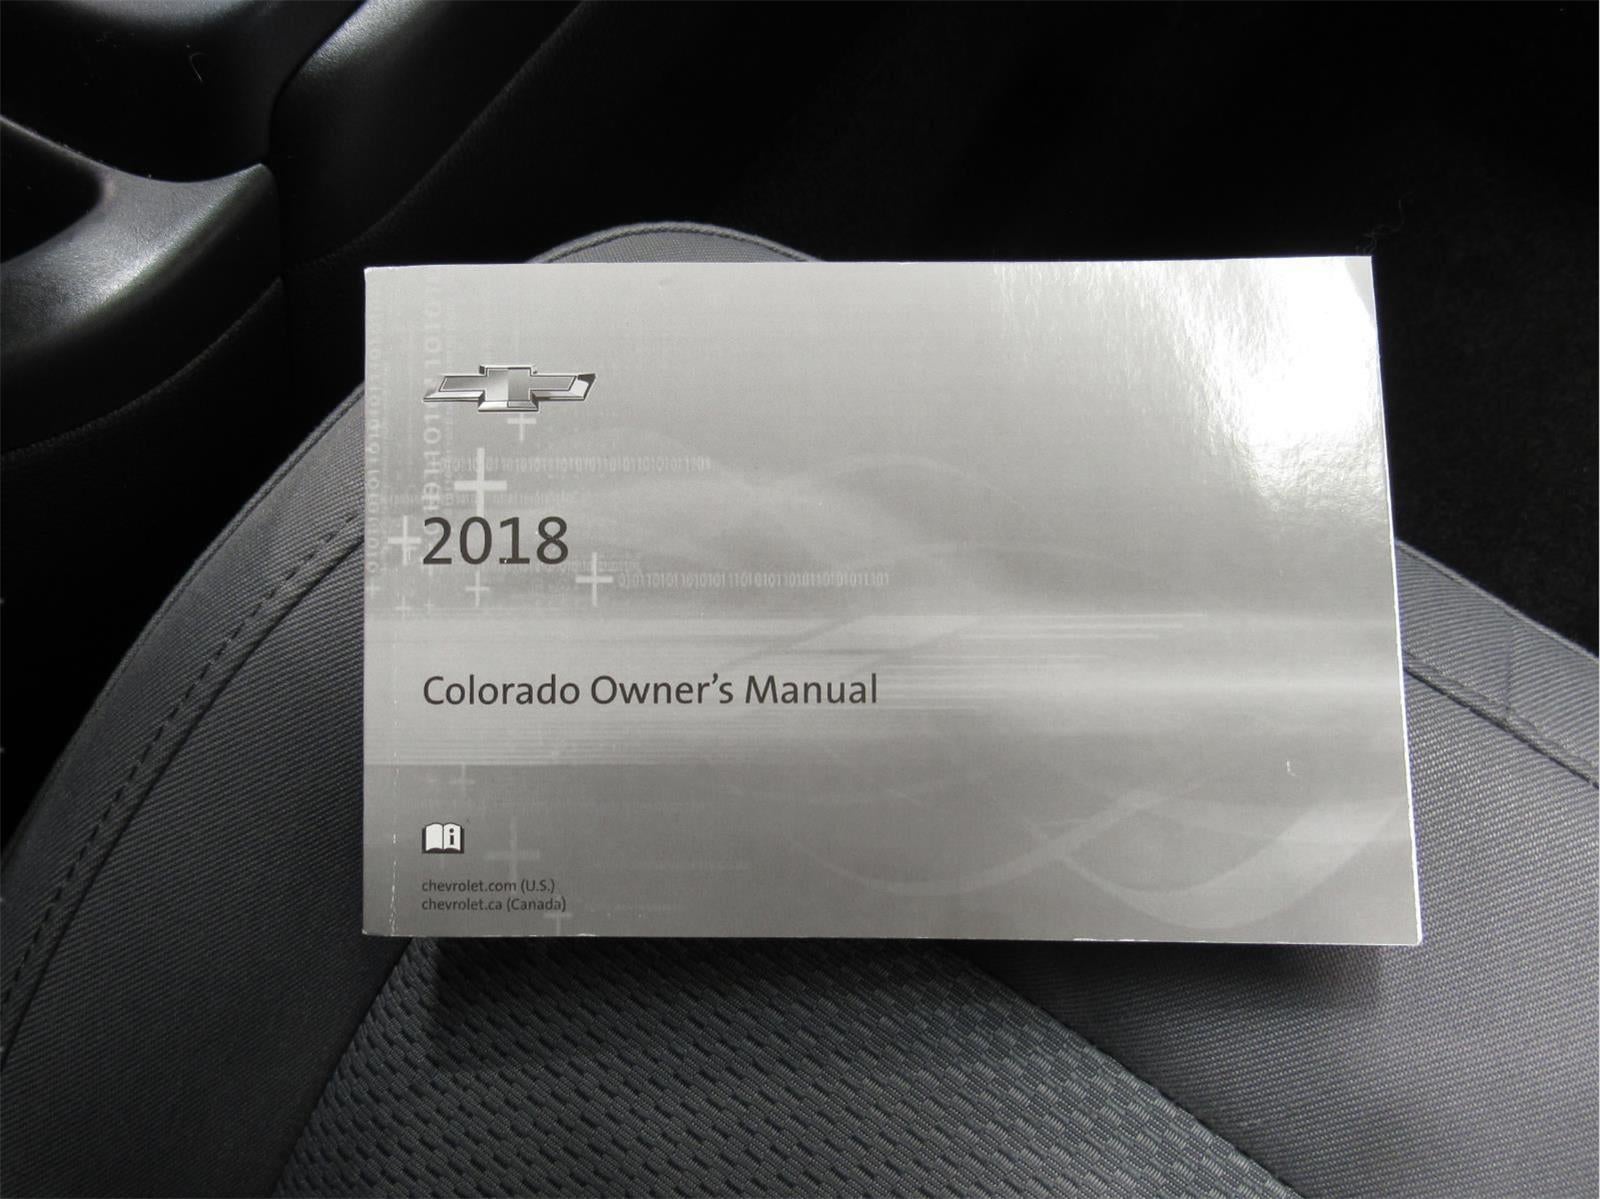 2018
Colorado Owner's Manual
chevrolet.com (U.S.)
chevrolet.ca (Canada)